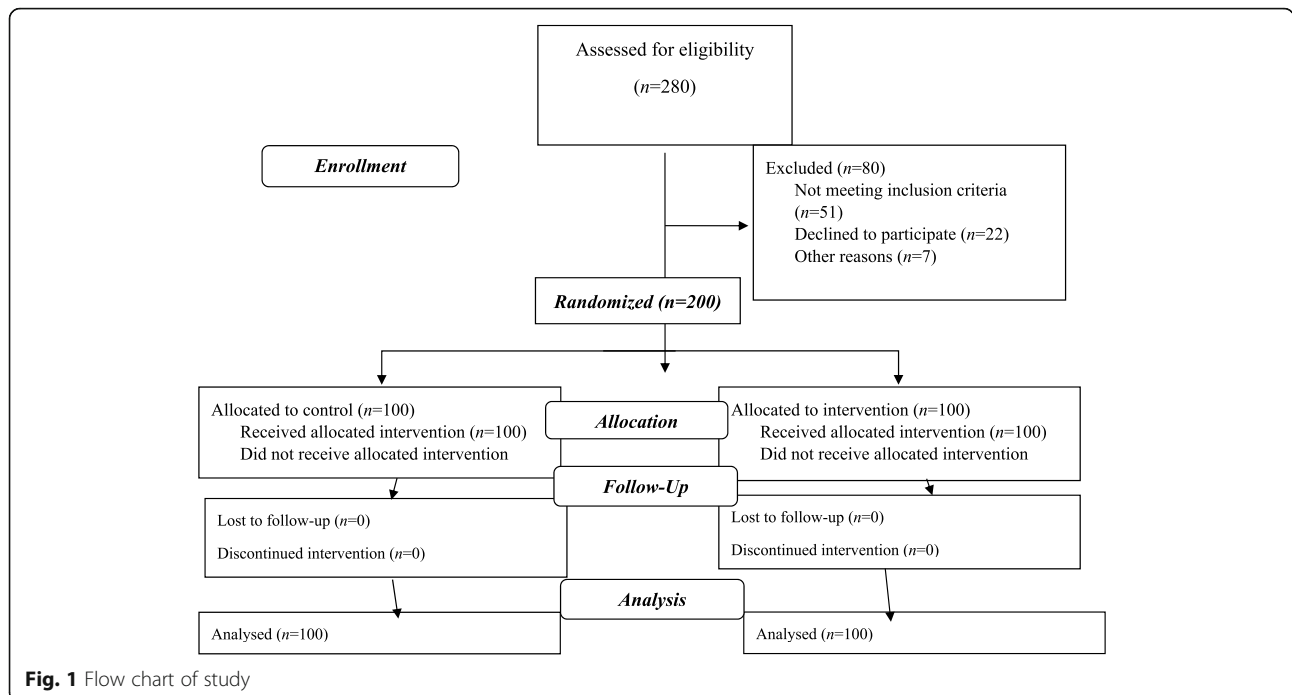 Assessed for eligibility
(n=280)
Enrollment
Excluded (n=80)
Not meeting inclusion criteria
(n=51)
Declined to participate (n=22)
Other reasons (n=7)
Randomized (n=200)
Allocated to control (n=100)
Received allocated intervention (n=100)
Did not receive allocated intervention
Allocation
Allocated to intervention (n=100)
Received allocated intervention (n=100)
Did not receive allocated intervention
Follow-Up
Lost to follow-up (n=0)
Discontinued intervention (n=0)
Lost to follow-up (n=0)
Discontinued intervention (n=0)
Analysis
Analysed (n=100)
Analysed (n=100)
Fig. 1 Flow chart of study